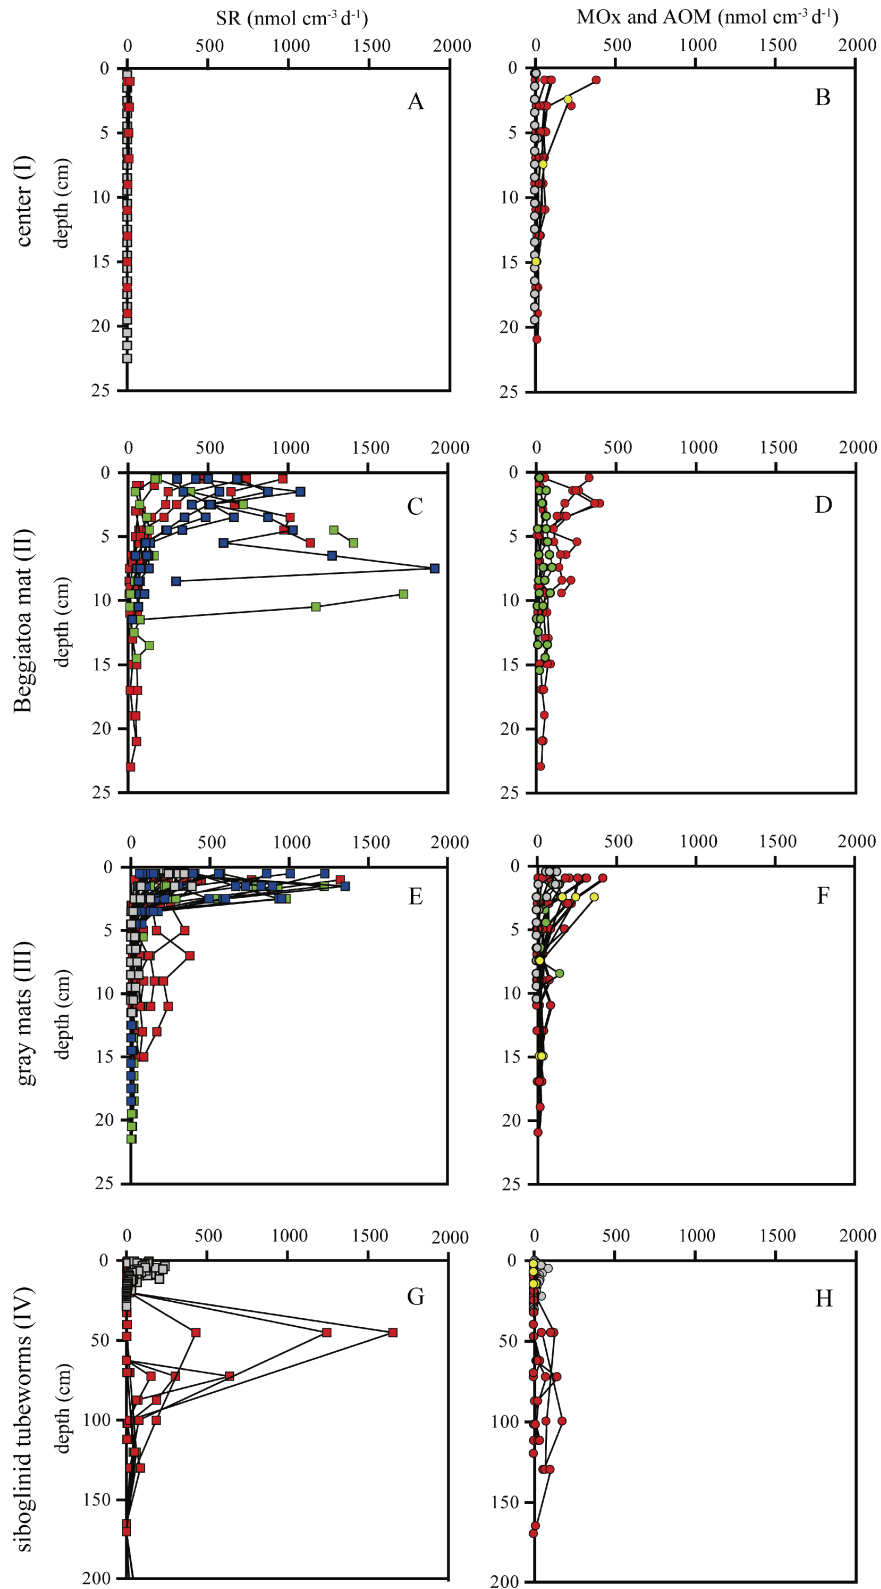 SR (nmol cm-3 d-1)
MOx and AOM (nmol cm-3 d-1)
0 500 1000 1500 2000
0 500 1000 1500 2000
center (I)
depth (cm)
0
5
10
15
20
25
A
0
5
10
15
20
25
B
0 500 1000 1500 2000
0 500 1000 1500 2000
Beggiatoa mat (II)
depth (cm)
0
5
10
15
20
25
C
0
5
10
15
20
25
D
0 500 1000 1500 2000
0 500 1000 1500 2000
gray mats (III)
depth (cm)
0
5
10
15
20
25
E
0
5
10
15
20
25
F
0 500 1000 1500 2000
0 500 1000 1500 2000
siboglinid tubeworms (IV)
depth (cm)
0
50
100
150
200
G
0
50
100
150
200
H